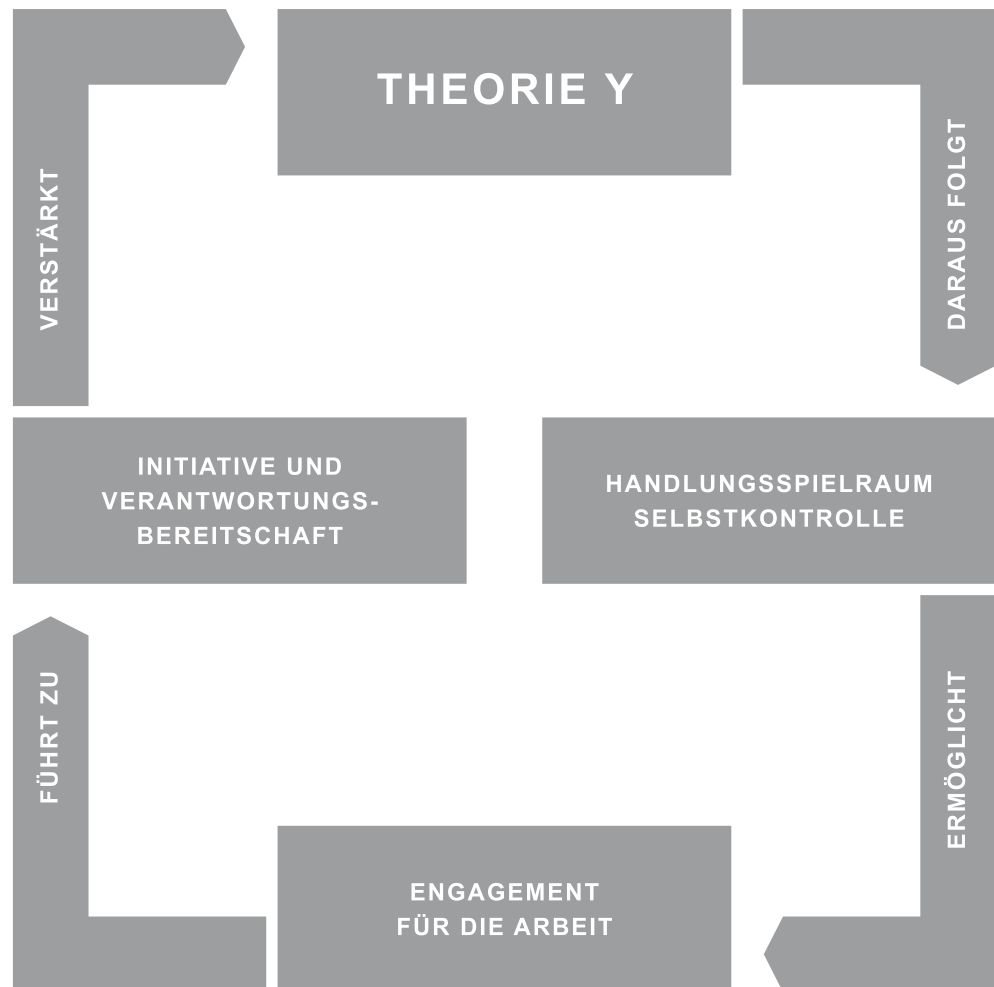 THEORIE Y
DARAUS FOLGT
HANDLUNGSSPIELRAUM
SELBSTKONTROLLE
ERMÖGLICHT
ENGAGEMENT
FÜR DIE ARBEIT
FÜHRT ZU
INITIATIVE UND
VERANTWORTUNGS-
BEREITSCHAFT
VERSTÄRKT